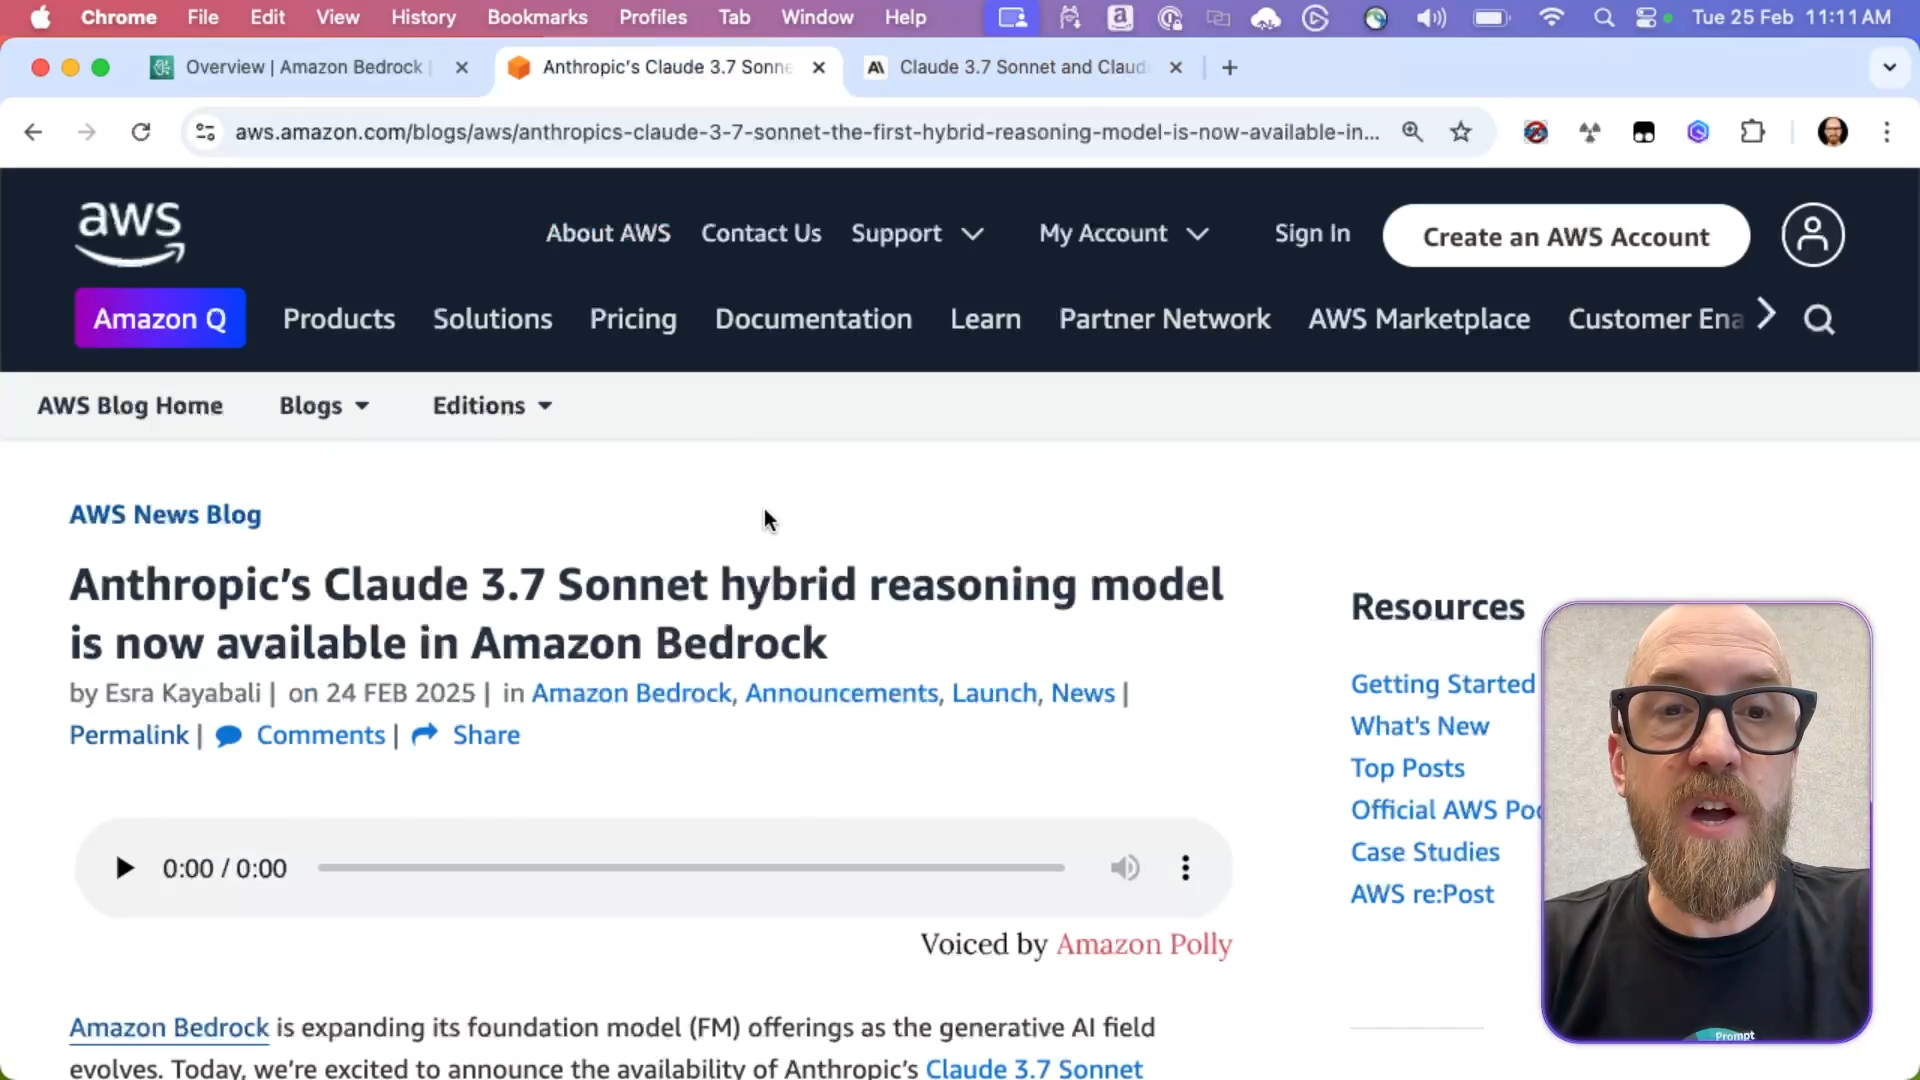 Chrome File Edit View History Bookmarks Profiles Tab Window Help Tue 25 Feb 11:11 AM
Overview | Amazon Bedrock | Anthropic's Claude 3.7 Sonne Claude 3.7 Sonnet and Claud
aws.amazon.com/blogs/aws/anthropics-claude-3-7-sonnet-the-first-hybrid-reasoning-model-is-now-available-in...
aws About AWS Contact Us Support My Account Sign In Create an AWS Account
Amazon Q Products Solutions Pricing Documentation Learn Partner Network AWS Marketplace Customer Ena
AWS Blog Home Blogs Editions
AWS News Blog
Anthropic's Claude 3.7 Sonnet hybrid reasoning model
is now available in Amazon Bedrock
by Esra Kayabali | on 24 FEB 2025 | in Amazon Bedrock, Announcements, Launch, News |
Permalink | Comments | Share
0:00 / 0:00
Voiced by Amazon Polly
Amazon Bedrock is expanding its foundation model (FM) offerings as the generative AI field
evolves. Today, we're excited to announce the availability of Anthropic's Claude 3.7 Sonnet
Resources
Getting Started
What's New
Top Posts
Official AWS Po
Case Studies
AWS re:Post
Prompt